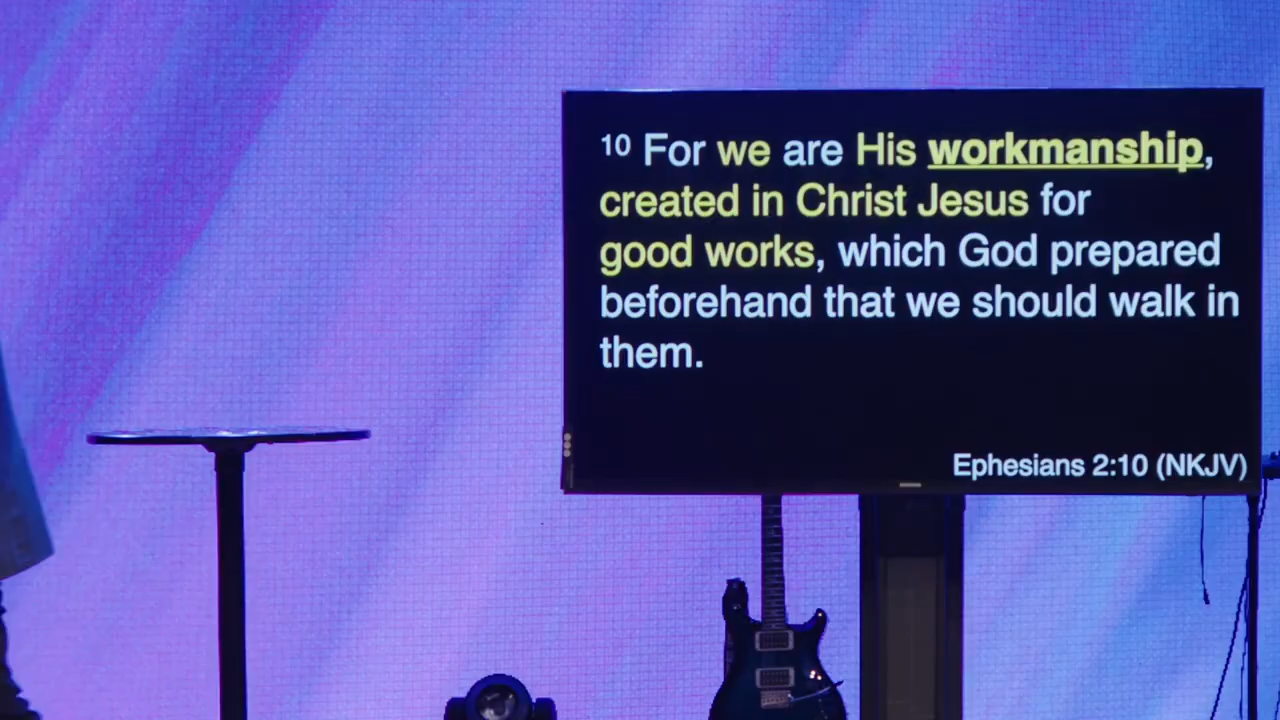 10 For we are His workmanship,
created in Christ Jesus for
good works, which God prepared
beforehand that we should walk in
them.
Ephesians 2:10 (NKJV)